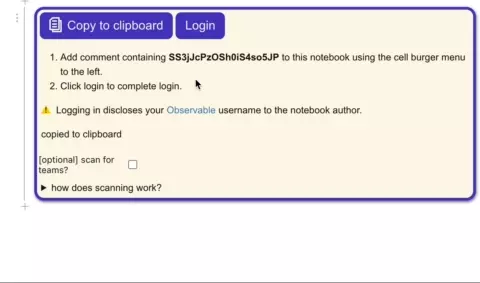 Copy to clipboard Login
1. Add comment containing SS3jJcPzOSh0iS4so5JP to this notebook using the cell burger menu
to the left.
2. Click login to complete login.
⚠ Logging in discloses your Observable username to the notebook author.
copied to clipboard
[optional] scan for
teams?
▶ how does scanning work?